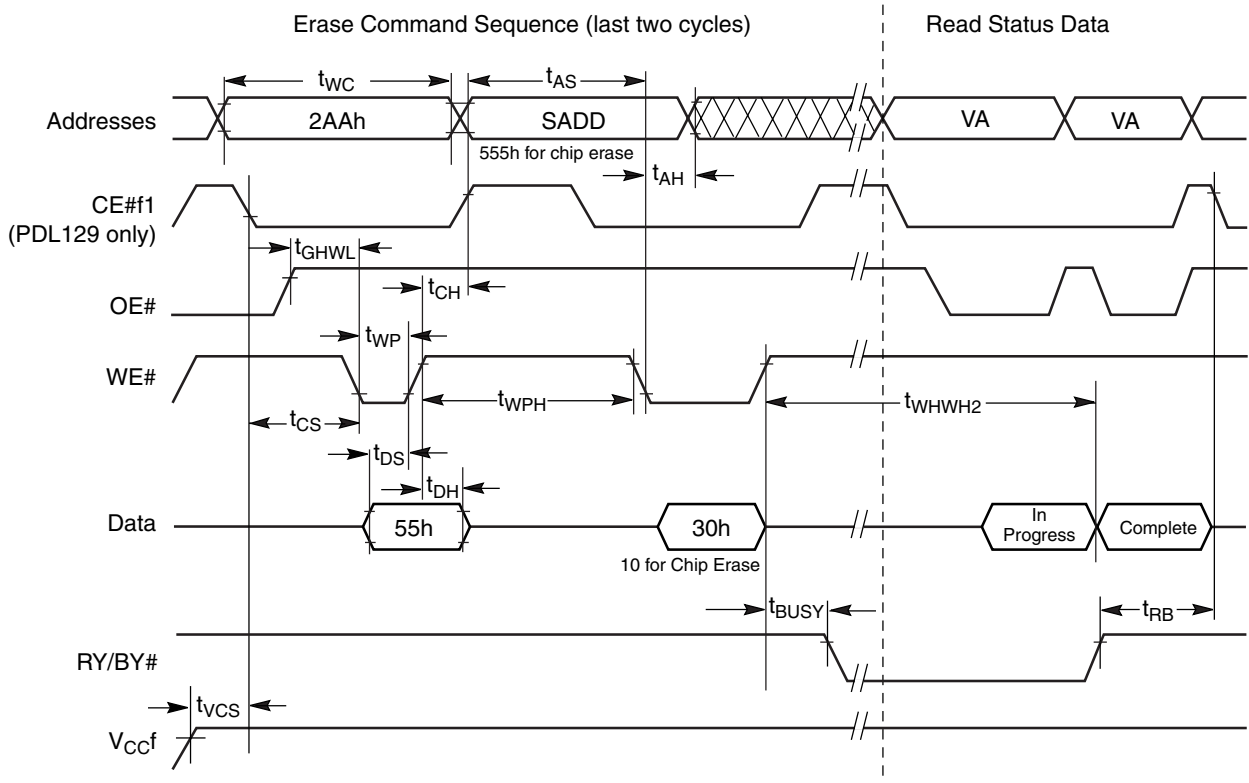 Erase Command Sequence (last two cycles)
Read Status Data
tWC
tAS
Addresses
2AAh
SADD
VA
VA
555h for chip erase
tAH
CE#f1
(PDL129 only)
tGHWL
tCH
OE#
tWP
WE#
tWPH
tWHWH2
tCS
tDS
tDH
Data
55h
30h
In
Progress
Complete
10 for Chip Erase
tBUSY
tRB
RY/BY#
tVCS
VCCf